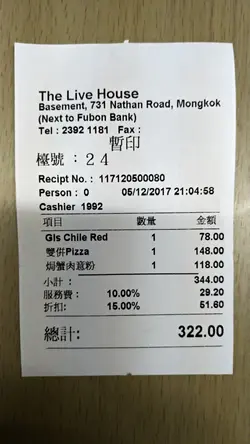 The Live House
Basement, 731 Nathan Road, Mongkok
(Next to Fubon Bank)
Tel : 2392 1181 Fax :
暫印
檯號 : 2 4
Recipt No. : 117120500080
Person : 0 05/12/2017 21:04:58
Cashier 1992
項目 數量 金額
Gls Chile Red 1 78.00
雙併Pizza 1 148.00
焗蟹肉意粉 1 118.00
小計 : 344.00
服務費 : 10.00% 29.20
折扣: 15.00% 51.60
總計: 322.00